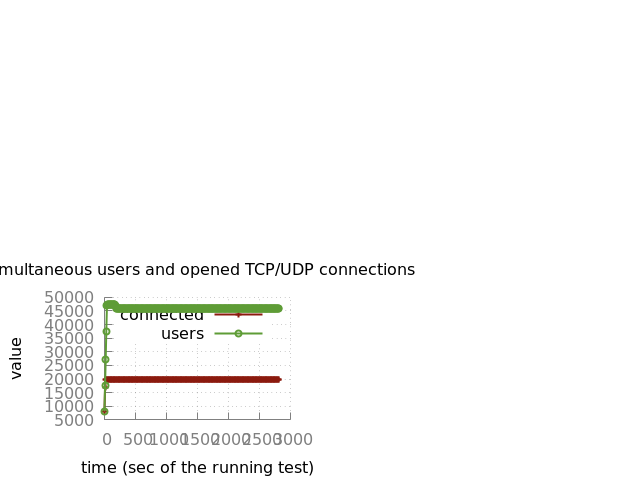 multaneous users and opened TCP/UDP connections
50000
45000
40000
35000
30000
25000
20000
15000
10000
5000
value
connected
users
0 500 1000 1500 2000 2500 3000
time (sec of the running test)